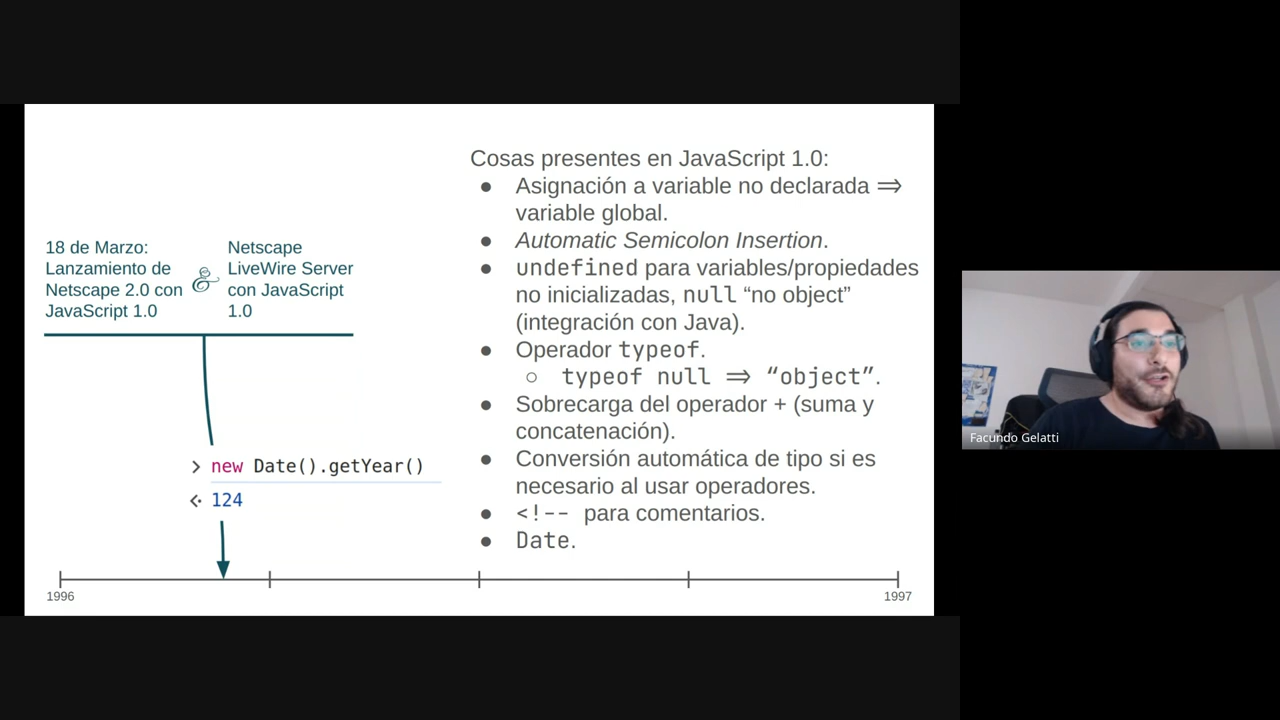 Cosas presentes en JavaScript 1.0:
● Asignación a variable no declarada ⇒
variable global.
● Automatic Semicolon Insertion.
● undefined para variables/propiedades
no inicializadas, null “no object”
(integración con Java).
● Operador typeof.
○ typeof null ⇒ “object”.
● Sobrecarga del operador + (suma y
concatenación).
● Conversión automática de tipo si es
necesario al usar operadores.
● <!-- para comentarios.
● Date.
18 de Marzo:
Lanzamiento de
Netscape 2.0 con
JavaScript 1.0
&
Netscape
LiveWire Server
con JavaScript
1.0
> new Date().getYear()
<· 124
1996
1997
Facundo Gelatti